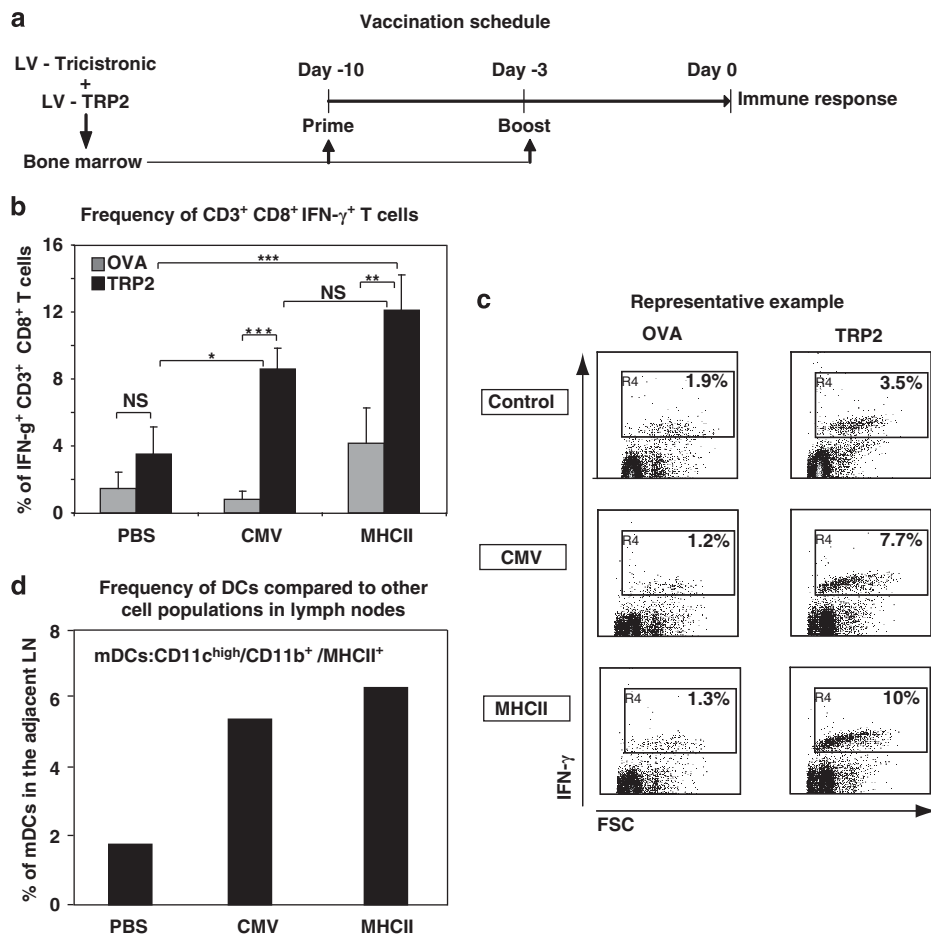 a
Vaccination schedule
LV - Tricistronic
+
LV - TRP2
Bone marrow
Day -10
Day -3
Day 0
Immune response
Prime
Boost
b
Frequency of CD3⁺ CD8⁺ IFN-γ⁺ T cells
% of IFN-g⁺ CD3⁺ CD8⁺ T cells
16
12
8
4
0
OVA
TRP2
***
**
NS
***
*
NS
PBS
CMV
MHCII
c
Representative example
OVA
TRP2
Control
R4
1.9%
R4
3.5%
CMV
R4
1.2%
R4
7.7%
MHCII
R4
1.3%
R4
10%
IFN-γ
FSC
d
Frequency of DCs compared to other
cell populations in lymph nodes
% of mDCs in the adjacent LN
8
6
4
2
0
mDCs:CD11cʰⁱᵍʰ/CD11b⁺ /MHCII⁺
PBS
CMV
MHCII